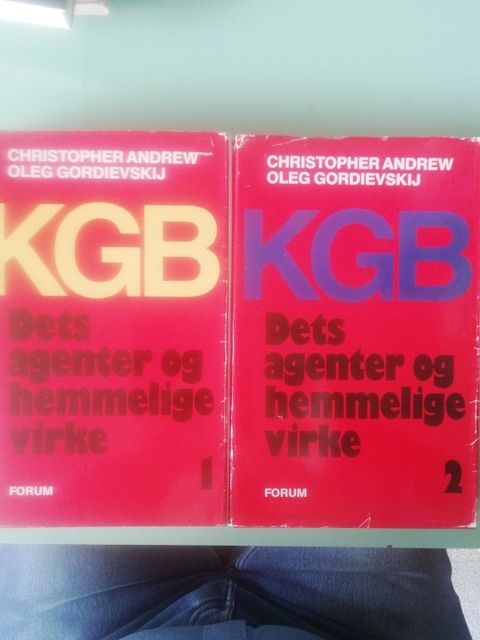 CHRISTOPHER ANDREW
OLEG GORDIEVSKIJ
KGB
Dets
agenter og
hemmelige
virke
1
FORUM
CHRISTOPHER ANDREW
OLEG GORDIEVSKIJ
KGB
Dets
agenter og
hemmelige
virke
2
FORUM